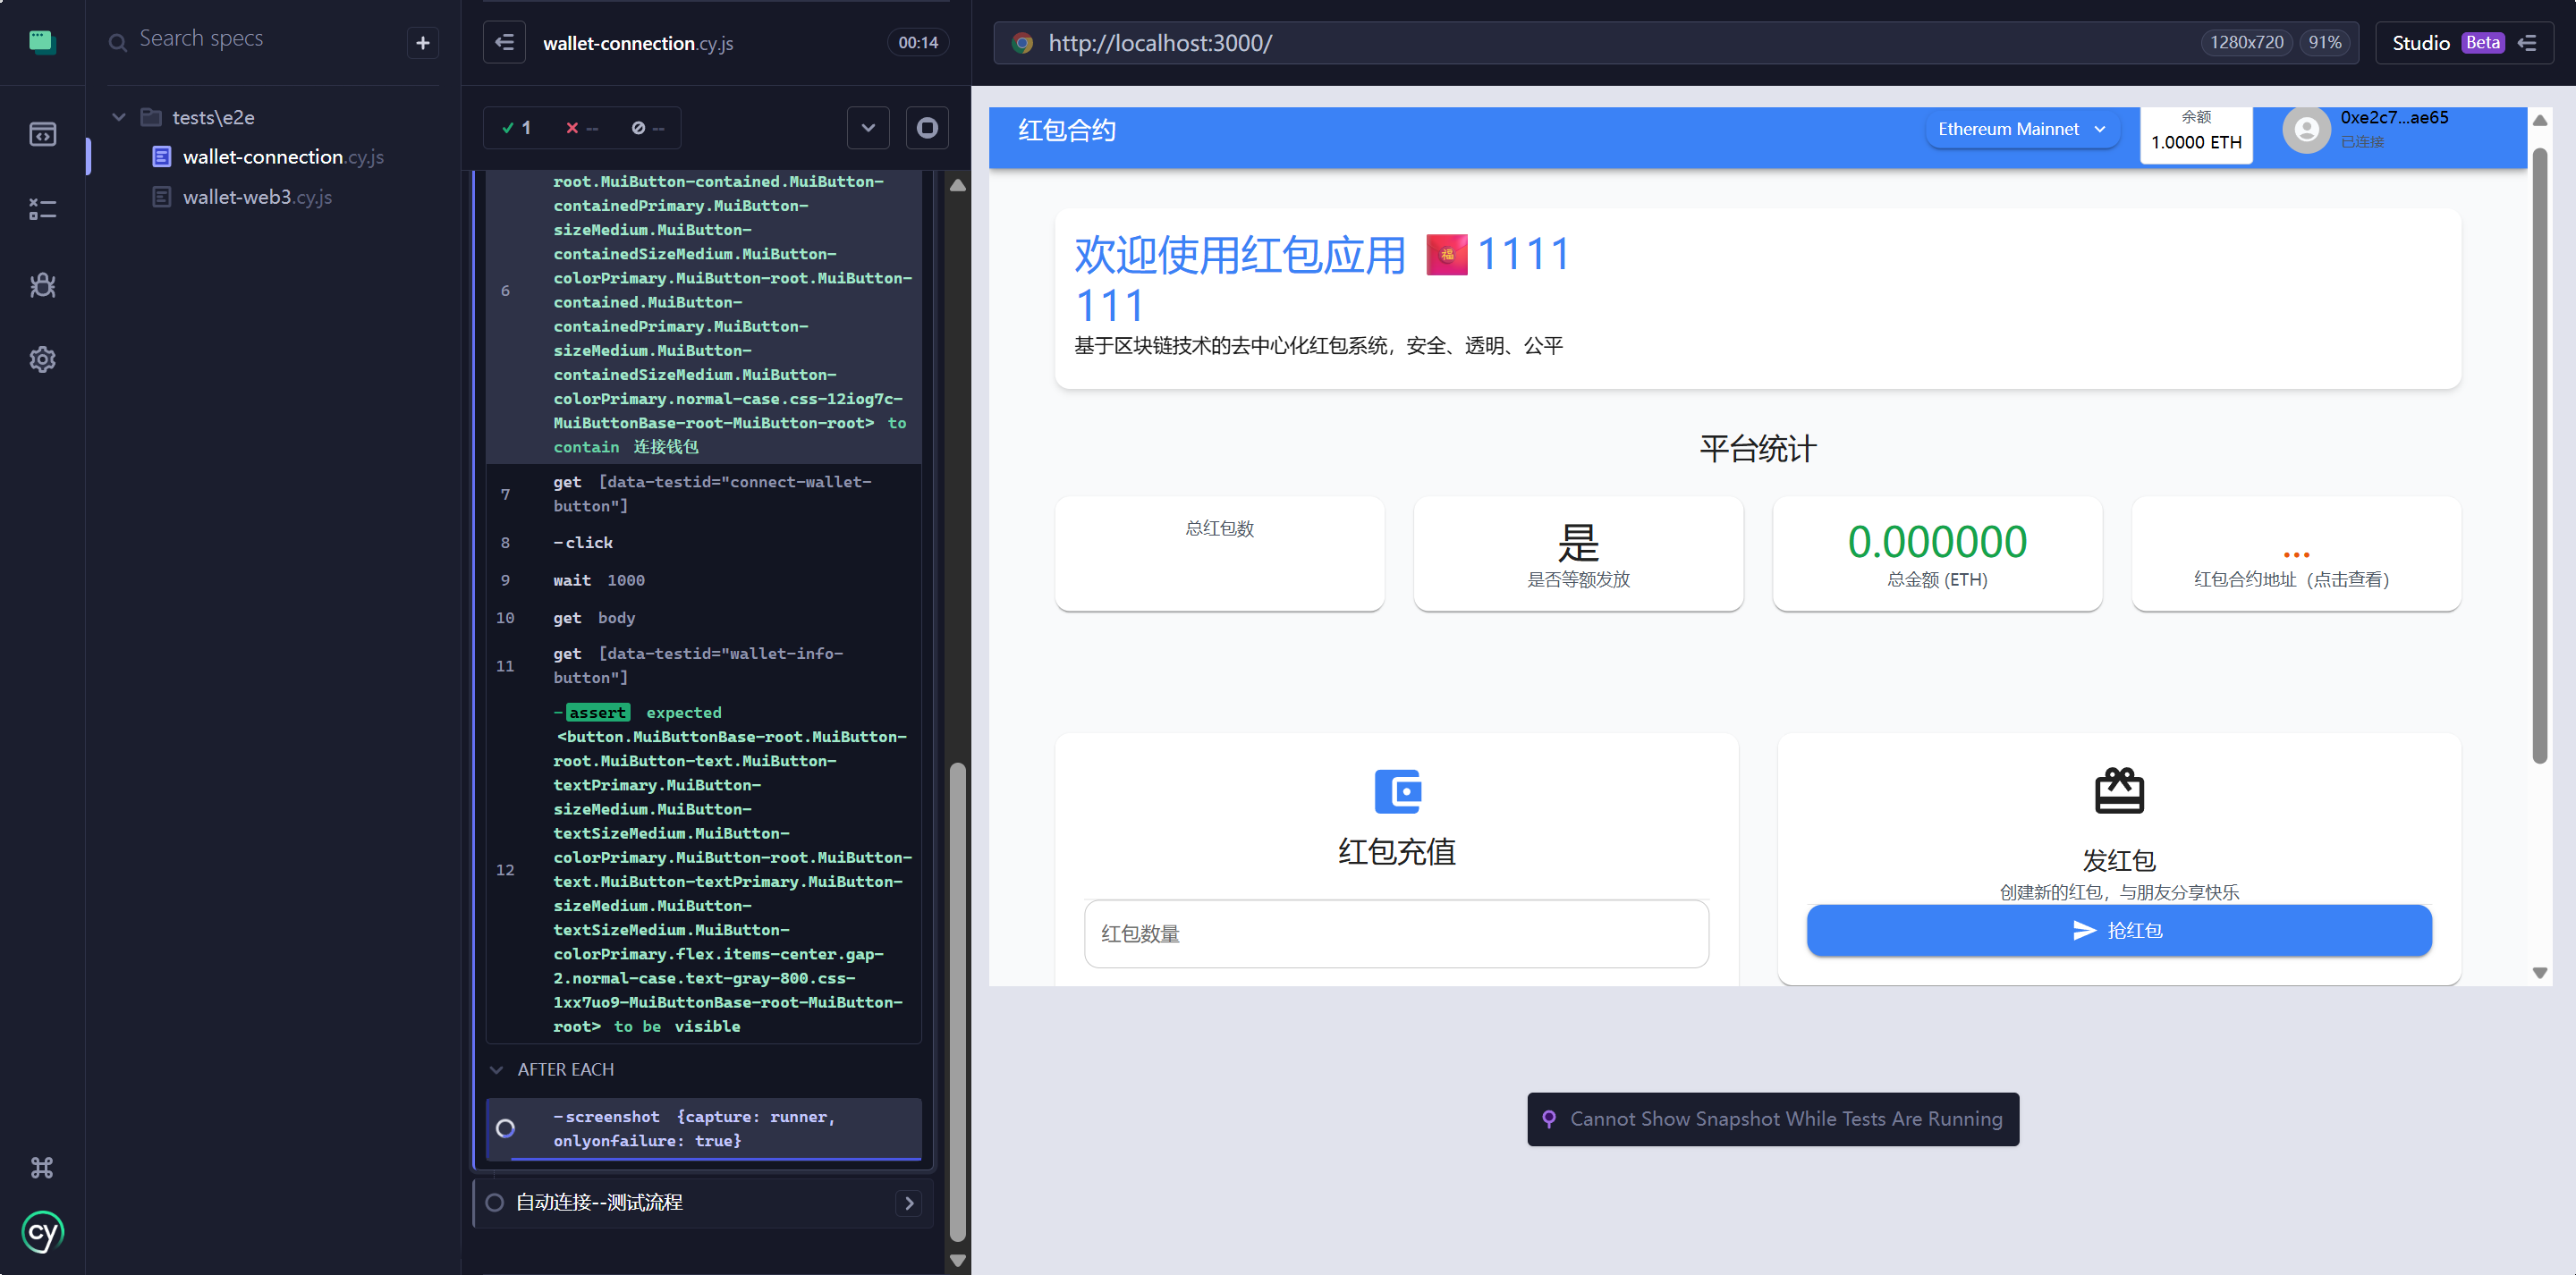 Search specs
tests\e2e
wallet-connection.cy.js
wallet-web3.cy.js
cy
wallet-connection.cy.js
00:14
1
--
--
root.MuiButton-contained.MuiButton-
containedPrimary.MuiButton-
sizeMedium.MuiButton-
containedSizeMedium.MuiButton-
colorPrimary.MuiButton-root.MuiButton-
6
contained.MuiButton-
containedPrimary.MuiButton-
sizeMedium.MuiButton-
containedSizeMedium.MuiButton-
colorPrimary.normal-case.css-12iog7c-
MuiButtonBase-root-MuiButton-root> to
contain 连接钱包
7 get [data-testid="connect-wallet-
button"]
8 -click
9 wait 1000
10 get body
11 get [data-testid="wallet-info-
button"]
-assert expected
<button.MuiButtonBase-root.MuiButton-
root.MuiButton-text.MuiButton-
textPrimary.MuiButton-
sizeMedium.MuiButton-
textSizeMedium.MuiButton-
colorPrimary.MuiButton-root.MuiButton-
12 text.MuiButton-textPrimary.MuiButton-
sizeMedium.MuiButton-
textSizeMedium.MuiButton-
colorPrimary.flex.items-center.gap-
2.normal-case.text-gray-800.css-
1xx7uo9-MuiButtonBase-root-MuiButton-
root> to be visible
AFTER EACH
-screenshot {capture: runner,
onlyonfailure: true}
自动连接--测试流程
http://localhost:3000/
1280x720
91%
Studio Beta
红包合约
Ethereum Mainnet
余额
1.0000 ETH
0xe2c7...ae65
已连接
欢迎使用红包应用 🧧 1111
福
111
基于区块链技术的去中心化红包系统，安全、透明、公平
平台统计
总红包数
是
是否等额发放
0.000000
总金额 (ETH)
...
红包合约地址（点击查看）
红包充值
红包数量
发红包
创建新的红包，与朋友分享快乐
抢红包
Cannot Show Snapshot While Tests Are Running